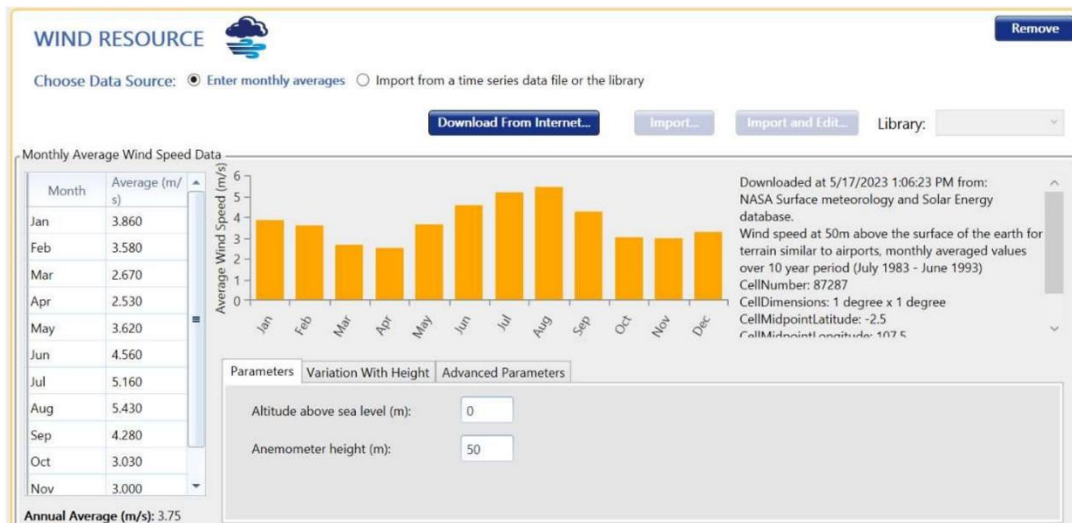 WIND RESOURCE
Remove
Choose Data Source: Enter monthly averages Import from a time series data file or the library
Download From Internet... Import... Import and Edit... Library:
Monthly Average Wind Speed Data
Month Average (m/
s)
Jan 3.860
Feb 3.580
Mar 2.670
Apr 2.530
May 3.620
Jun 4.560
Jul 5.160
Aug 5.430
Sep 4.280
Oct 3.030
Nov 3.000
Annual Average (m/s): 3.75
Average Wind Speed (m/s)
6
5
4
3
2
1
0
Jan Feb Mar Apr May Jun Jul Aug Sep Oct Nov Dec
Downloaded at 5/17/2023 1:06:23 PM from:
NASA Surface meteorology and Solar Energy
database.
Wind speed at 50m above the surface of the earth for
terrain similar to airports, monthly averaged values
over 10 year period (July 1983 - June 1993)
CellNumber: 87287
CellDimensions: 1 degree x 1 degree
CellMidpointLatitude: -2.5
CellMidpointLongitude: 107.5
Parameters Variation With Height Advanced Parameters
Altitude above sea level (m): 0
Anemometer height (m): 50